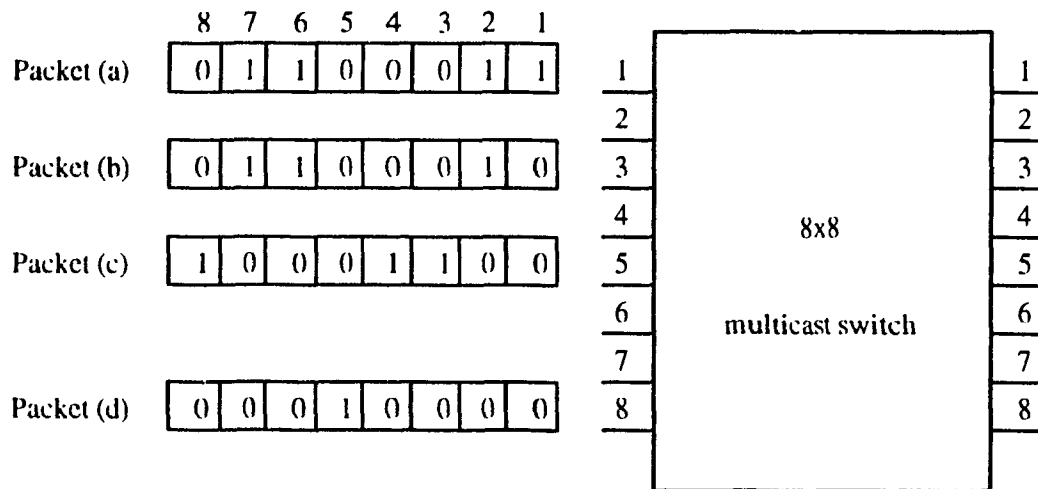 8 7 6 5 4 3 2 1
Packet (a) 0 1 1 0 0 0 1 1
Packet (b) 0 1 1 0 0 0 1 0
Packet (c) 1 0 0 0 1 1 0 0
Packet (d) 0 0 0 1 0 0 0 0
1
2
3
4
5
6
7
8
8x8
multicast switch
1
2
3
4
5
6
7
8